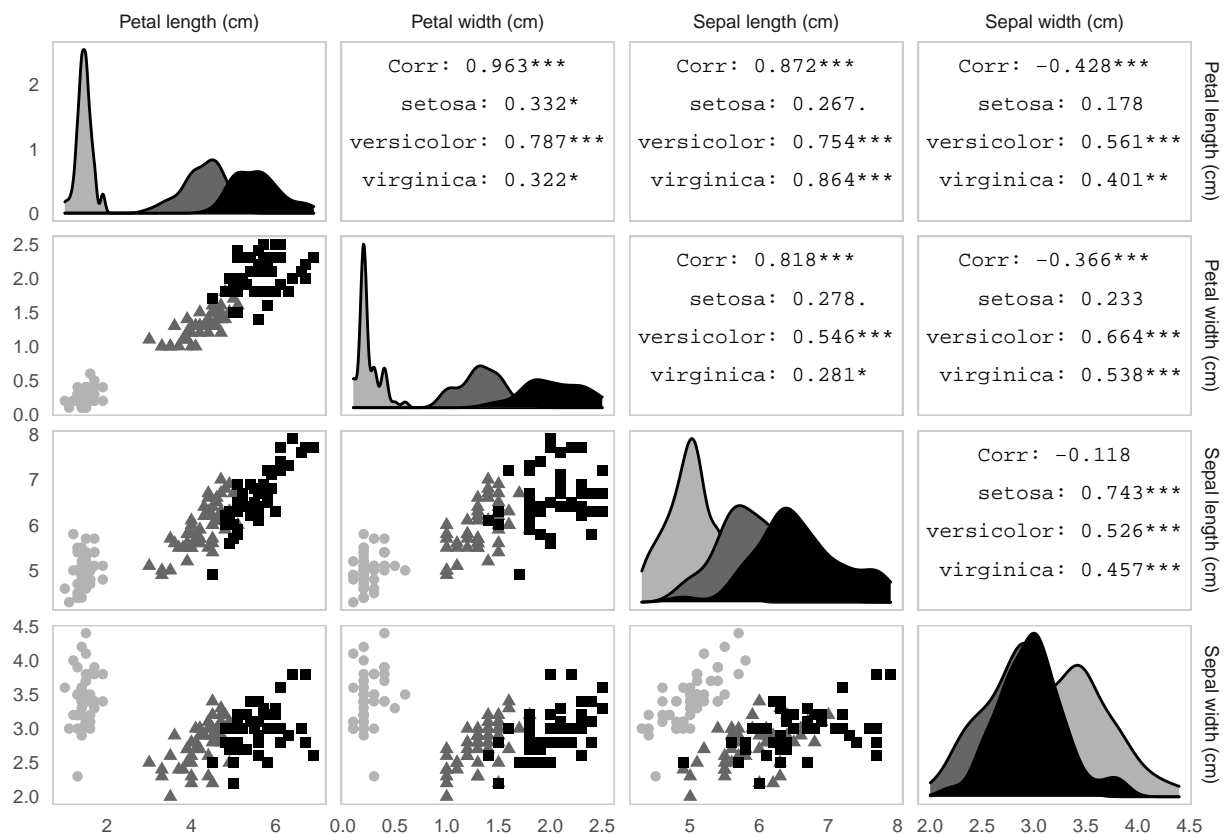 Petal length (cm) Petal width (cm) Sepal length (cm) Sepal width (cm)
2
1
0
Corr: 0.963***
setosa: 0.332*
versicolor: 0.787***
virginica: 0.322*
Corr: 0.872***
setosa: 0.267.
versicolor: 0.754***
virginica: 0.864***
Corr: −0.428***
setosa: 0.178
versicolor: 0.561***
virginica: 0.401**
Petal length (cm)
2.5
2.0
1.5
1.0
0.5
0.0
Corr: 0.818***
setosa: 0.278.
versicolor: 0.546***
virginica: 0.281*
Corr: −0.366***
setosa: 0.233
versicolor: 0.664***
virginica: 0.538***
Petal width (cm)
8
7
6
5
Corr: −0.118
setosa: 0.743***
versicolor: 0.526***
virginica: 0.457***
Sepal length (cm)
4.5
4.0
3.5
3.0
2.5
2.0
Sepal width (cm)
2 4 6 0.0 0.5 1.0 1.5 2.0 2.5 5 6 7 8 2.0 2.5 3.0 3.5 4.0 4.5